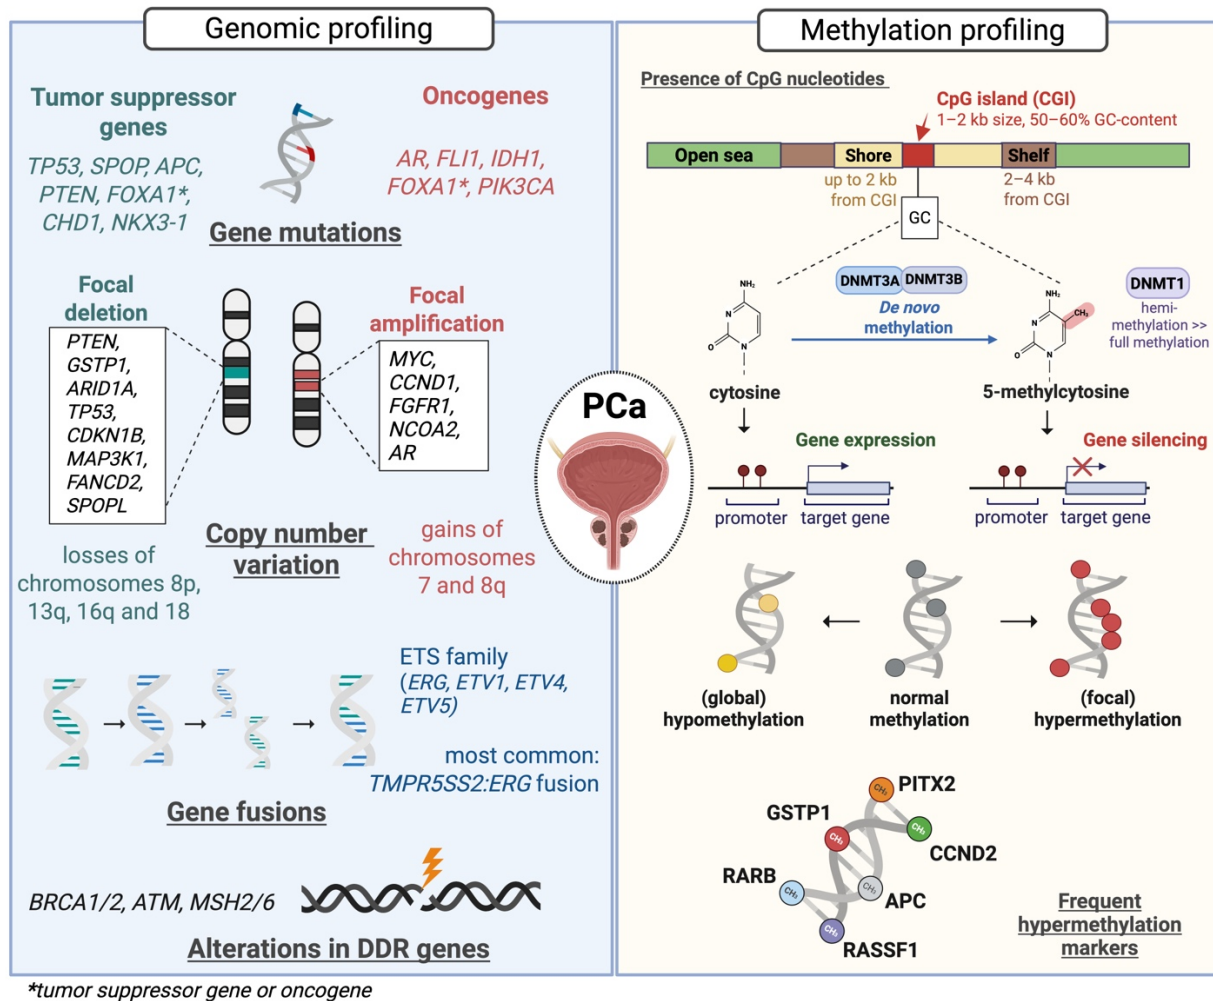 Genomic profiling
Tumor suppressor
genes
TP53, SPOP, APC,
PTEN, FOXA1*,
CHD1, NKX3-1
Oncogenes
AR, FLI1, IDH1,
FOXA1*, PIK3CA
Gene mutations
Focal
deletion
PTEN,
GSTP1,
ARID1A,
TP53,
CDKN1B,
MAP3K1,
FANCD2,
SPOPL
Focal
amplification
MYC,
CCND1,
FGFR1,
NCOA2,
AR
Copy number
variation
losses of
chromosomes 8p,
13q, 16q and 18
gains of
chromosomes
7 and 8q
ETS family
(ERG, ETV1, ETV4,
ETV5)
most common:
TMPR5SS2:ERG fusion
Gene fusions
BRCA1/2, ATM, MSH2/6
Alterations in DDR genes
*tumor suppressor gene or oncogene
PCa
Methylation profiling
Presence of CpG nucleotides
CpG island (CGI)
1–2 kb size, 50–60% GC-content
Open sea
Shore
Shelf
up to 2 kb
from CGI
2–4 kb
from CGI
GC
DNMT3A
DNMT3B
De novo
methylation
DNMT1
hemi-
methylation >>
full methylation
NH₂
N
O
N
NH₂
CH₃
N
O
N
cytosine
5-methylcytosine
Gene expression
Gene silencing
promoter
target gene
promoter
target gene
(global)
hypomethylation
normal
methylation
(focal)
hypermethylation
CH₃
PITX2
GSTP1
CH₃
CH₃
CCND2
RARB
CH₃
CH₃
APC
CH₃
RASSF1
Frequent
hypermethylation
markers